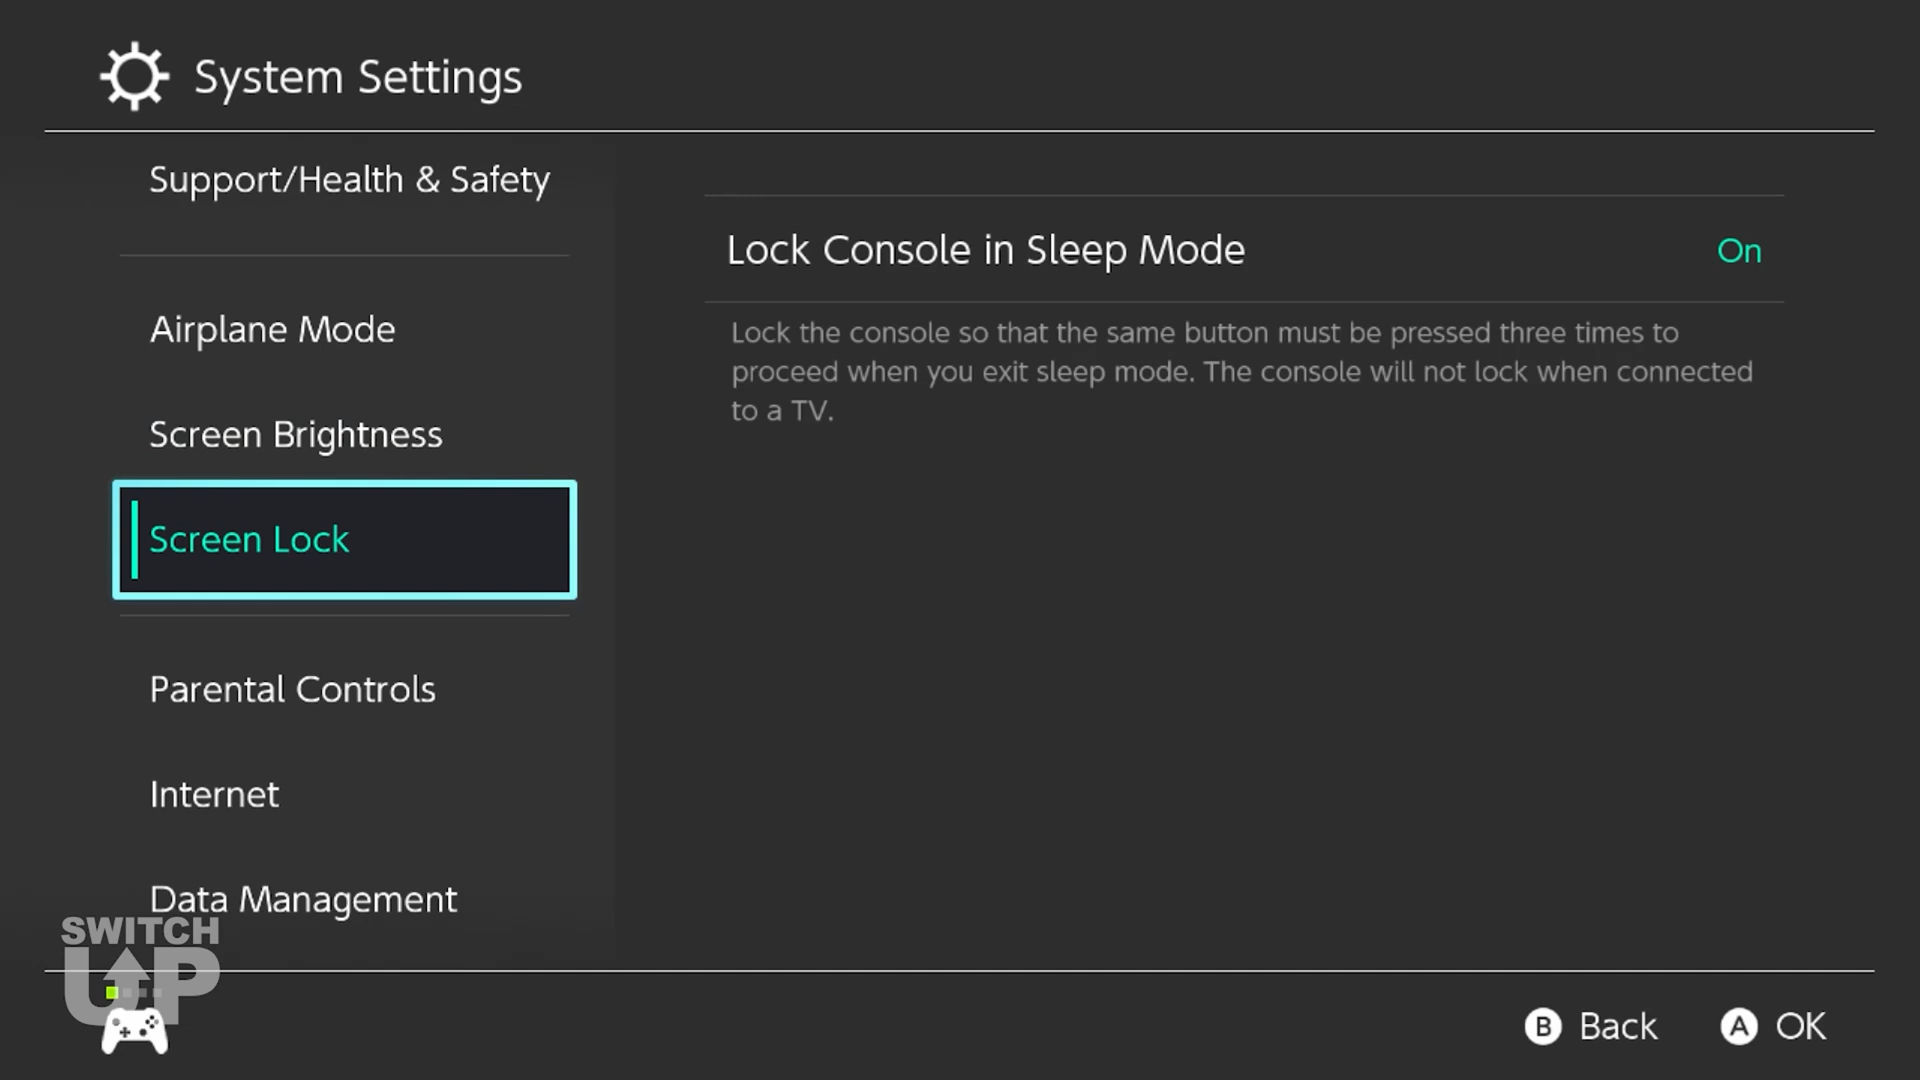 System Settings
Support/Health & Safety
Airplane Mode
Screen Brightness
Screen Lock
Parental Controls
Internet
Data Management
Lock Console in Sleep Mode
On
Lock the console so that the same button must be pressed three times to
proceed when you exit sleep mode. The console will not lock when connected
to a TV.
SWITCH
UP
B Back
A OK